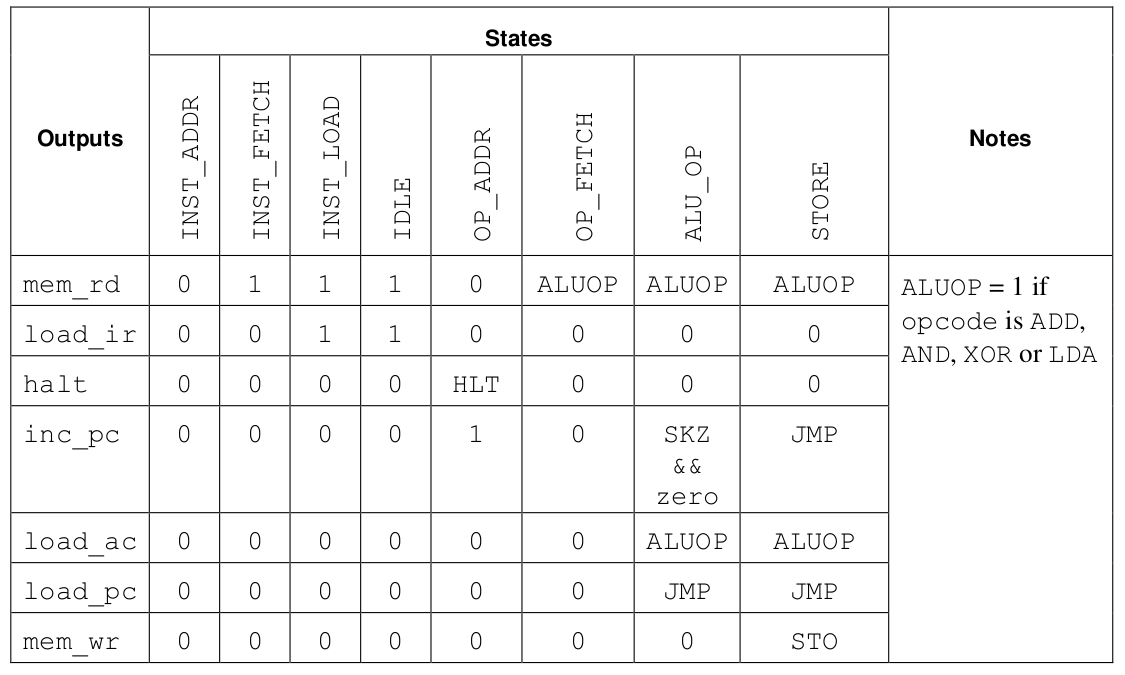 States
Outputs
INST_ADDR
INST_FETCH
INST_LOAD
IDLE
OP_ADDR
OP_FETCH
ALU_OP
STORE
Notes
mem_rd 0 1 1 1 0 ALUOP ALUOP ALUOP
ALUOP = 1 if
opcode is ADD,
AND, XOR or LDA
load_ir 0 0 1 1 0 0 0 0
halt 0 0 0 0 HLT 0 0 0
inc_pc 0 0 0 0 1 0 SKZ JMP
&&
zero
load_ac 0 0 0 0 0 0 ALUOP ALUOP
load_pc 0 0 0 0 0 0 JMP JMP
mem_wr 0 0 0 0 0 0 0 STO